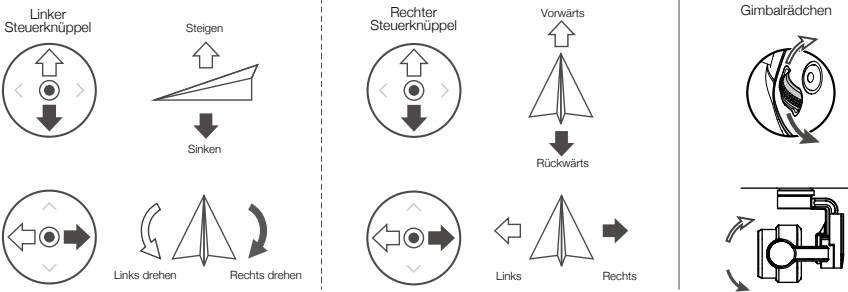 Linker
Steuerknüppel
Steigen
Sinken
Links drehen
Rechts drehen
Rechter
Steuerknüppel
Vorwärts
Rückwärts
Links
Rechts
Gimbalrädchen